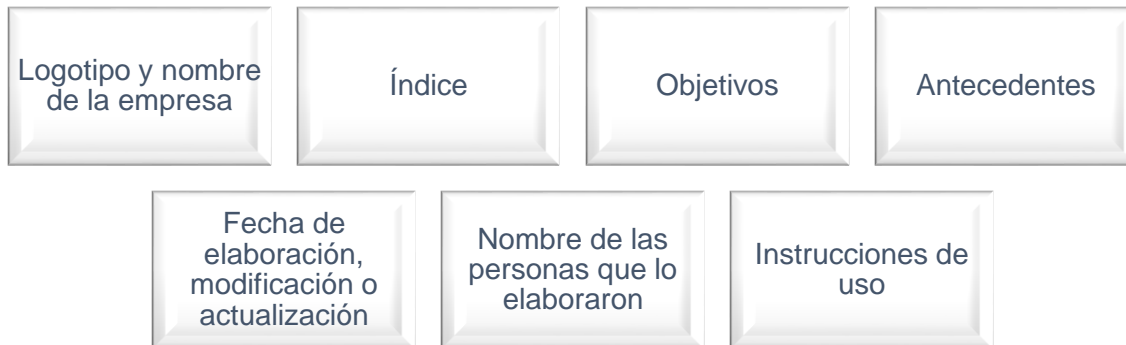 Logotipo y nombre
de la empresa
Índice
Objetivos
Antecedentes
Fecha de
elaboración,
modificación o
actualización
Nombre de las
personas que lo
elaboraron
Instrucciones de
uso